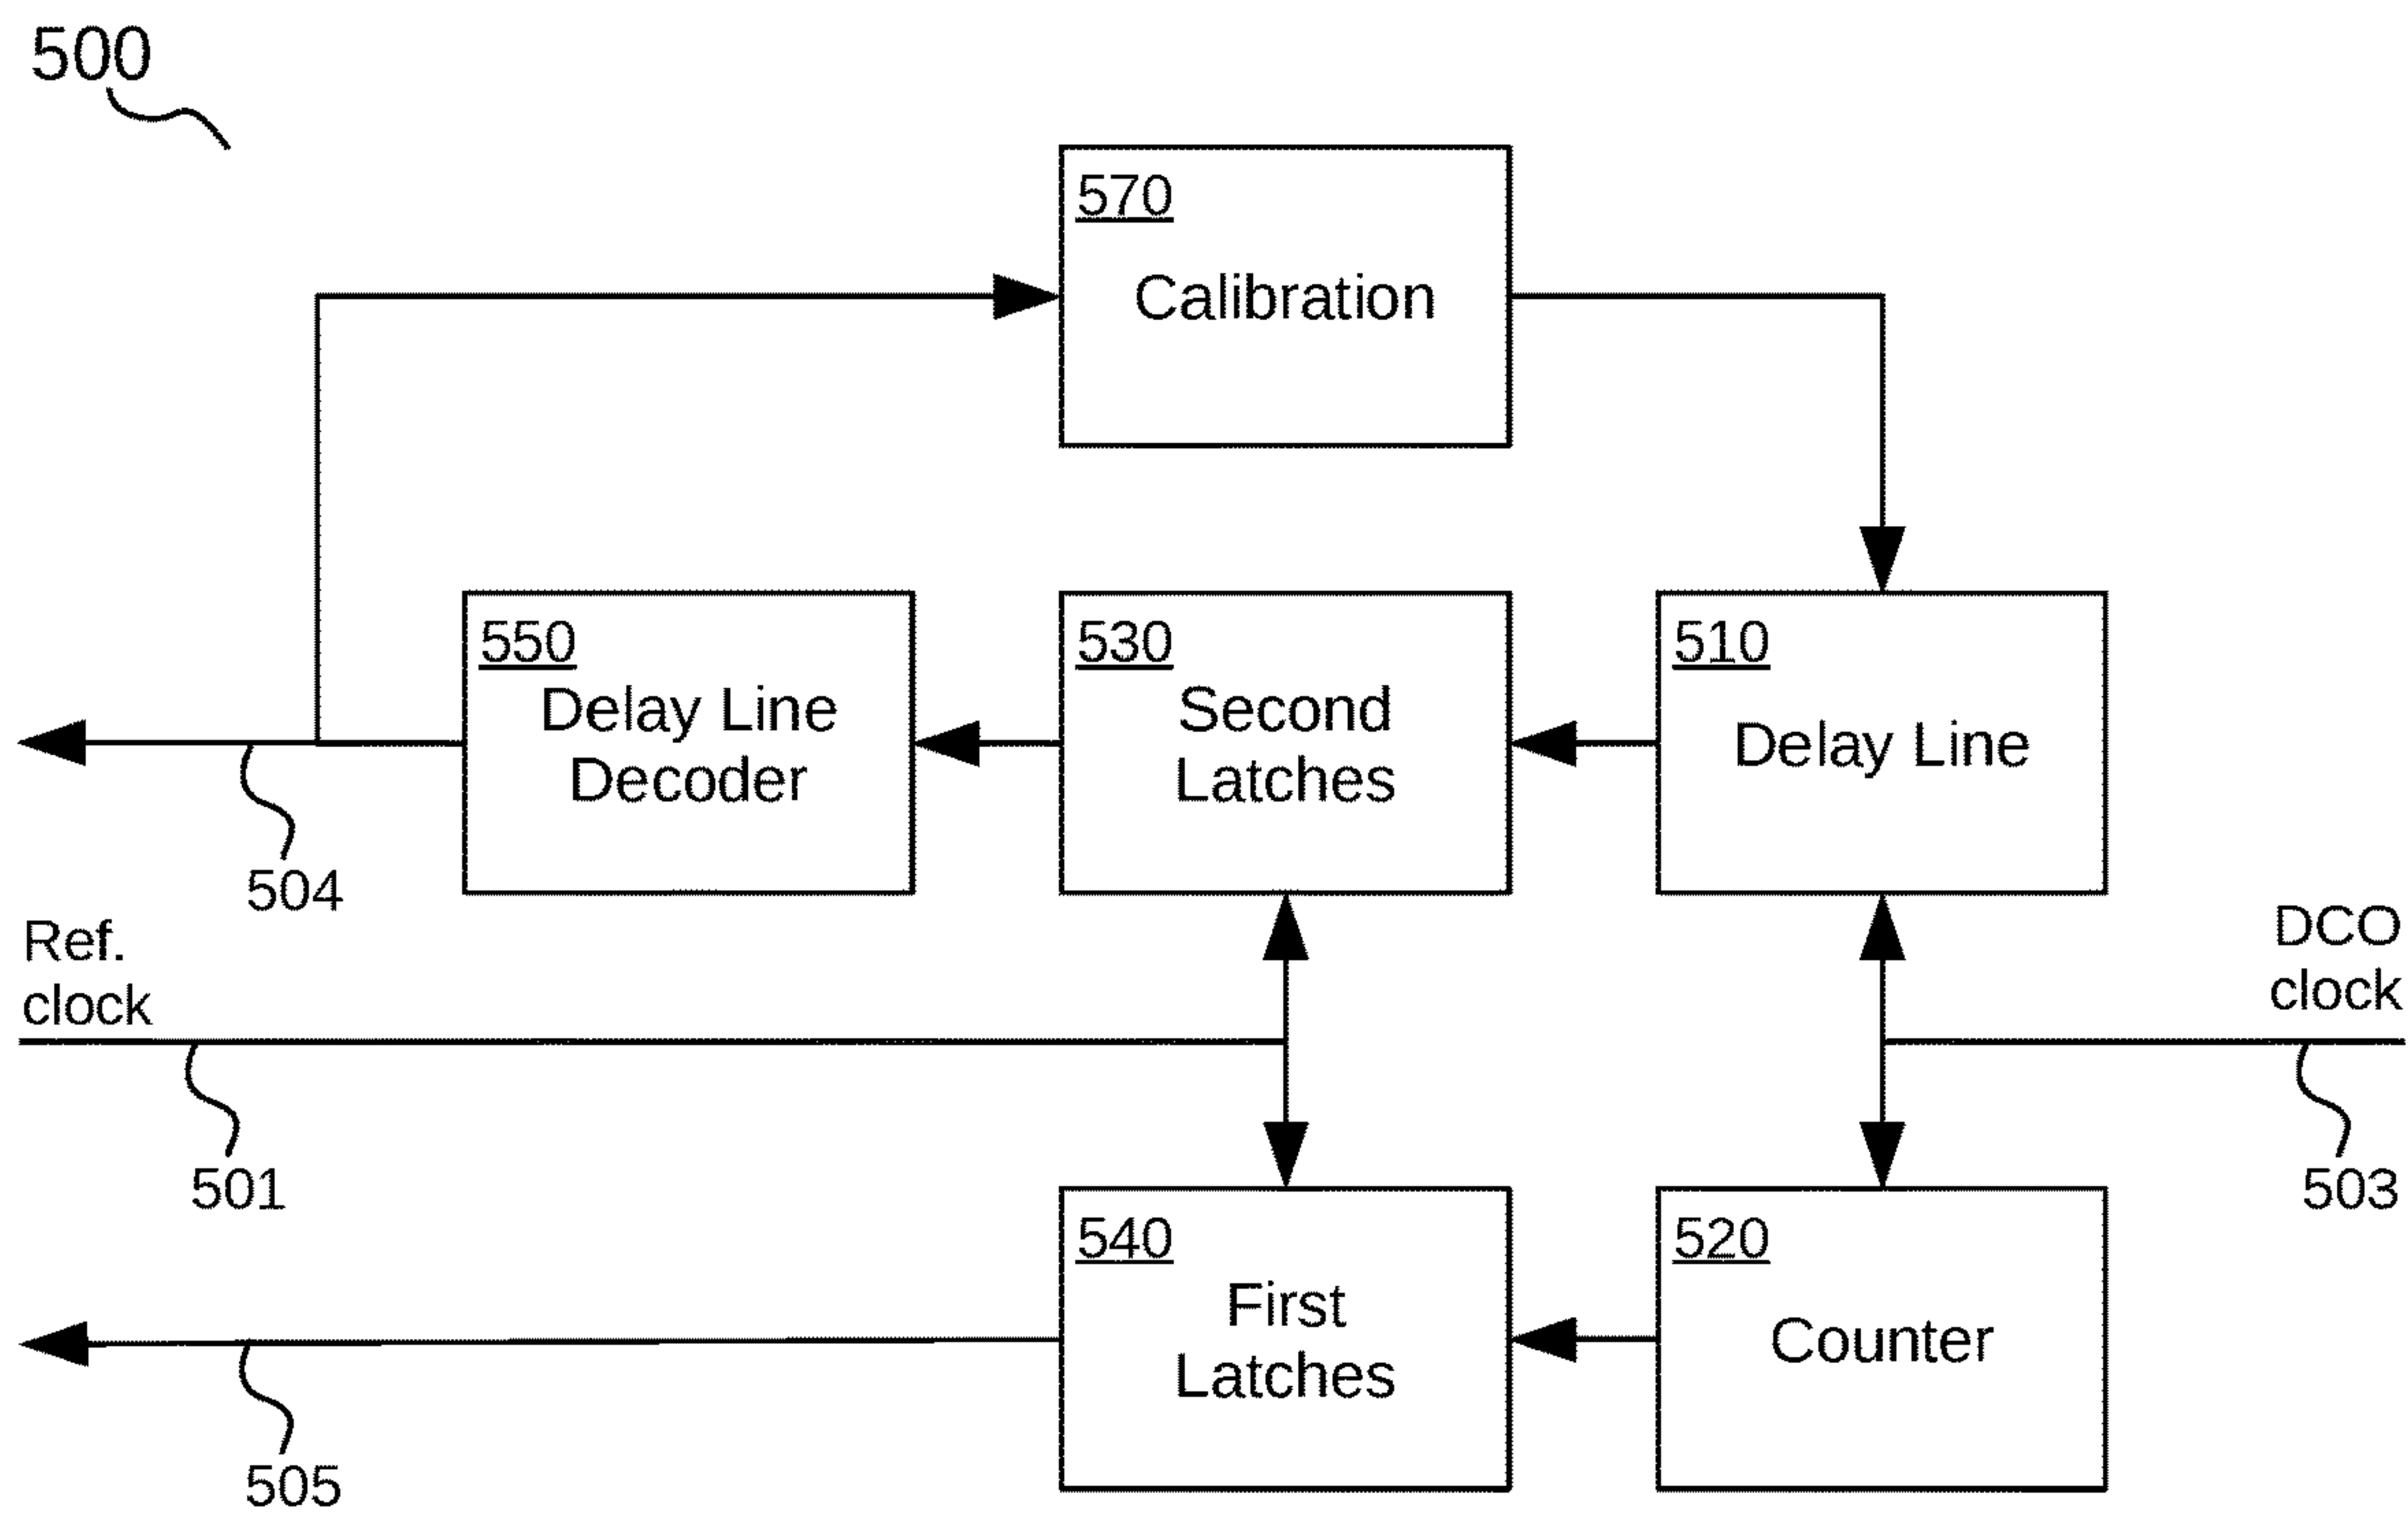 500
570
Calibration
550
Delay Line
Decoder
530
Second
Latches
510
Delay Line
504
Ref.
clock
DCO
clock
501
503
540
First
Latches
520
Counter
505